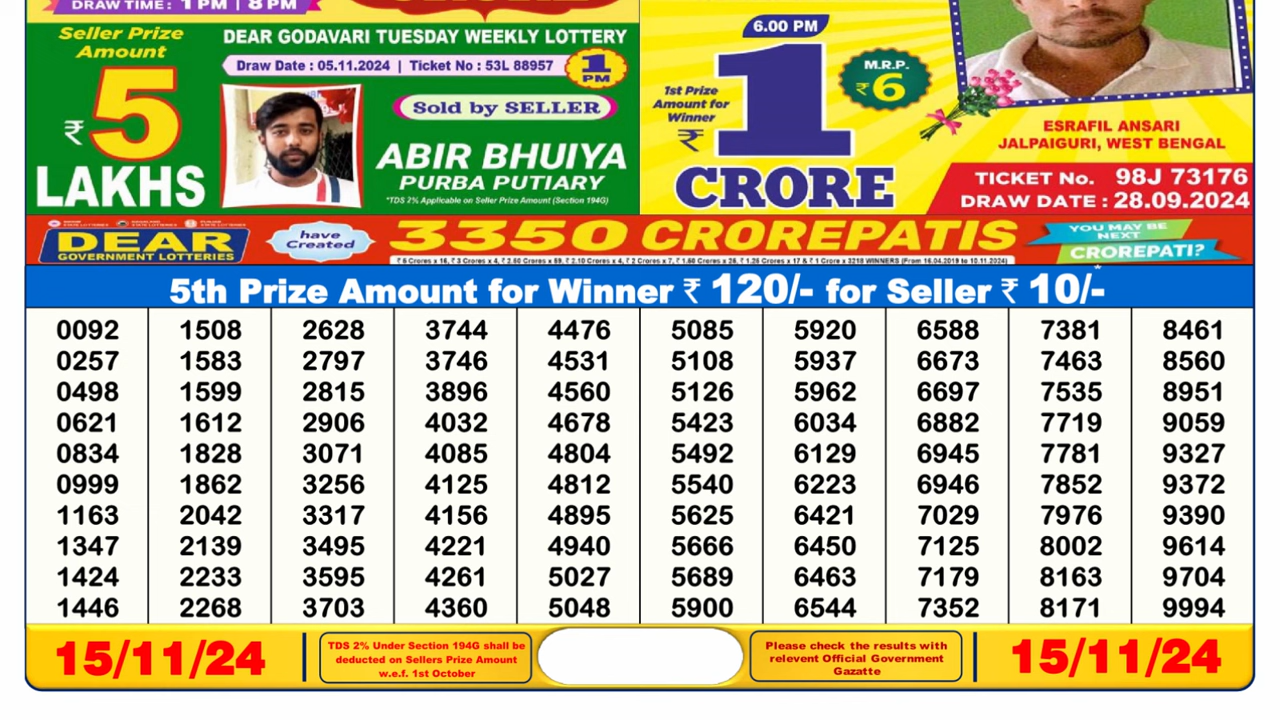 DRAW TIME: 1 PM | 8 PM
Seller Prize
Amount
₹ 5
LAKHS
DEAR GODAVARI TUESDAY WEEKLY LOTTERY
Draw Date : 05.11.2024 | Ticket No : 53L 88957
1
PM
Sold by SELLER
ABIR BHUIYA
PURBA PUTIARY
*TDS 2% Applicable on Seller Prize Amount (Section 194G)
6.00 PM
1st Prize
Amount for
Winner
₹ 1
CRORE
M.R.P.
₹6
ESRAFIL ANSARI
JALPAIGURI, WEST BENGAL
TICKET No. 98J 73176
DRAW DATE : 28.09.2024
DEAR
GOVERNMENT LOTTERIES
have
Created
3350 CROREPATIS
YOU MAY BE
NEXT
CROREPATI?
5th Prize Amount for Winner ₹ 120/- for Seller ₹ 10/-*
0092 1508 2628 3744 4476 5085 5920 6588 7381 8461
0257 1583 2797 3746 4531 5108 5937 6673 7463 8560
0498 1599 2815 3896 4560 5126 5962 6697 7535 8951
0621 1612 2906 4032 4678 5423 6034 6882 7719 9059
0834 1828 3071 4085 4804 5492 6129 6945 7781 9327
0999 1862 3256 4125 4812 5540 6223 6946 7852 9372
1163 2042 3317 4156 4895 5625 6421 7029 7976 9390
1347 2139 3495 4221 4940 5666 6450 7125 8002 9614
1424 2233 3595 4261 5027 5689 6463 7179 8163 9704
1446 2268 3703 4360 5048 5900 6544 7352 8171 9994
15/11/24
TDS 2% Under Section 194G shall be
deducted on Sellers Prize Amount
w.e.f. 1st October
Please check the results with
relevent Official Government
Gazatte
15/11/24